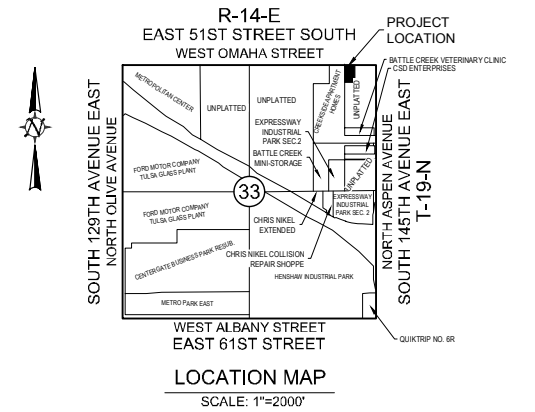 R-14-E
EAST 51ST STREET SOUTH
WEST OMAHA STREET
PROJECT
LOCATION
BATTLE CREEK VETERINARY CLINIC
CSD ENTERPRISES
METROPOLITAN CENTER
UNPLATTED
UNPLATTED
CREEKSIDE APARTMENT
HOMES
UNPLATTED
EXPRESSWAY
INDUSTRIAL
PARK SEC.2
BATTLE CREEK
MINI-STORAGE
UNPLATTED
FORD MOTOR COMPANY
TULSA GLASS PLANT
N
33
SOUTH 129TH AVENUE EAST
NORTH OLIVE AVENUE
NORTH ASPEN AVENUE
SOUTH 145TH AVENUE EAST
T-19-N
FORD MOTOR COMPANY
TULSA GLASS PLANT
EXPRESSWAY
INDUSTRIAL
PARK SEC. 2
CHRIS NIKEL
EXTENDED
CHRIS NIKEL COLLISION
REPAIR SHOPPE
CENTERGATE BUSINESS PARK RESUB.
HENSHAW INDUSTRIAL PARK
METRO PARK EAST
QUIKTRIP NO. 6R
WEST ALBANY STREET
EAST 61ST STREET
LOCATION MAP
SCALE: 1"=2000'